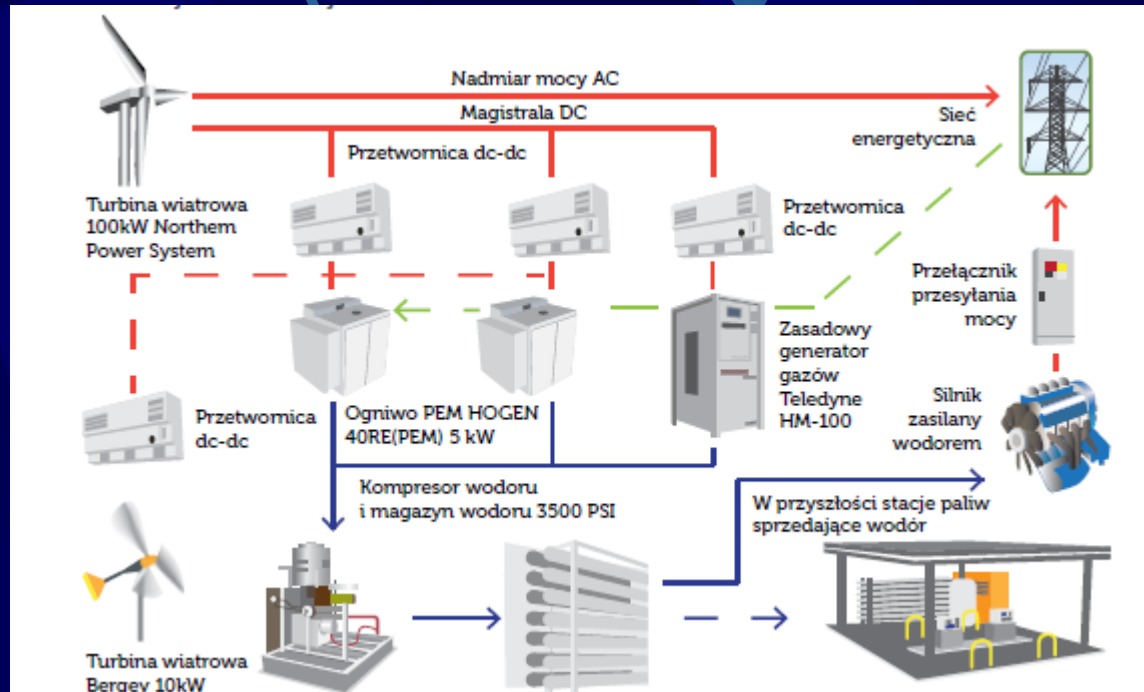 Nadmiar mocy AC
Magistrala DC
Sieć
energetyczna
Przetwornica dc-dc
Turbina wiatrowa
100kW Northem
Power System
Przetwornica
dc-dc
Przełącznik
przesyłania
mocy
Zasadowy
generator
gazów
Teledyne
HM-100
Przetwornica
dc-dc
Ogniwo PEM HOGEN
40RE(PEM) 5 kW
Silnik
zasilany
wodorem
Kompresor wodoru
i magazyn wodoru 3500 PSI
W przyszłości stacje paliw
sprzedające wodór
Turbina wiatrowa
Bergey 10kW